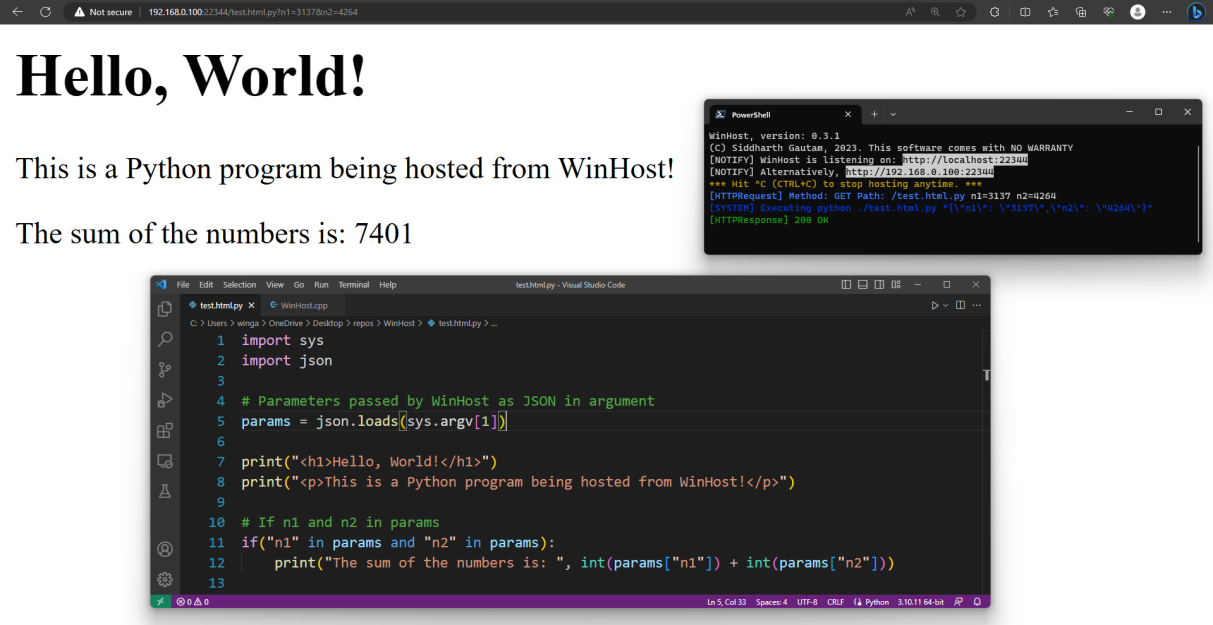 Not secure 192.168.0.100:22344/test.html.py?n1=3137&n2=4264
Hello, World!
This is a Python program being hosted from WinHost!
The sum of the numbers is: 7401
PowerShell
WinHost, version: 0.3.1
(C) Siddharth Gautam, 2023. This software comes with NO WARRANTY
[NOTIFY] WinHost is listening on: http://localhost:22344
[NOTIFY] Alternatively, http://192.168.0.100:22344
*** Hit ^C (CTRL+C) to stop hosting anytime. ***
[HTTPRequest] Method: GET Path: /test.html.py n1=3137 n2=4264
[SYSTEM] Executing python ./test.html.py "{\"n1\": \"3137\",\"n2\": \"4264\"}"
[HTTPResponse] 200 OK
File Edit Selection View Go Run Terminal Help test.html.py - Visual Studio Code
test.html.py WinHost.cpp
C: > Users > winga > OneDrive > Desktop > repos > WinHost > test.html.py > ...
1 import sys
2 import json
3
4 # Parameters passed by WinHost as JSON in argument
5 params = json.loads(sys.argv[1])
6
7 print("<h1>Hello, World!</h1>")
8 print("<p>This is a Python program being hosted from WinHost!</p>")
9
10 # If n1 and n2 in params
11 if("n1" in params and "n2" in params):
12 print("The sum of the numbers is: ", int(params["n1"]) + int(params["n2"]))
13
0 0 Ln 5, Col 33 Spaces: 4 UTF-8 CRLF Python 3.10.11 64-bit